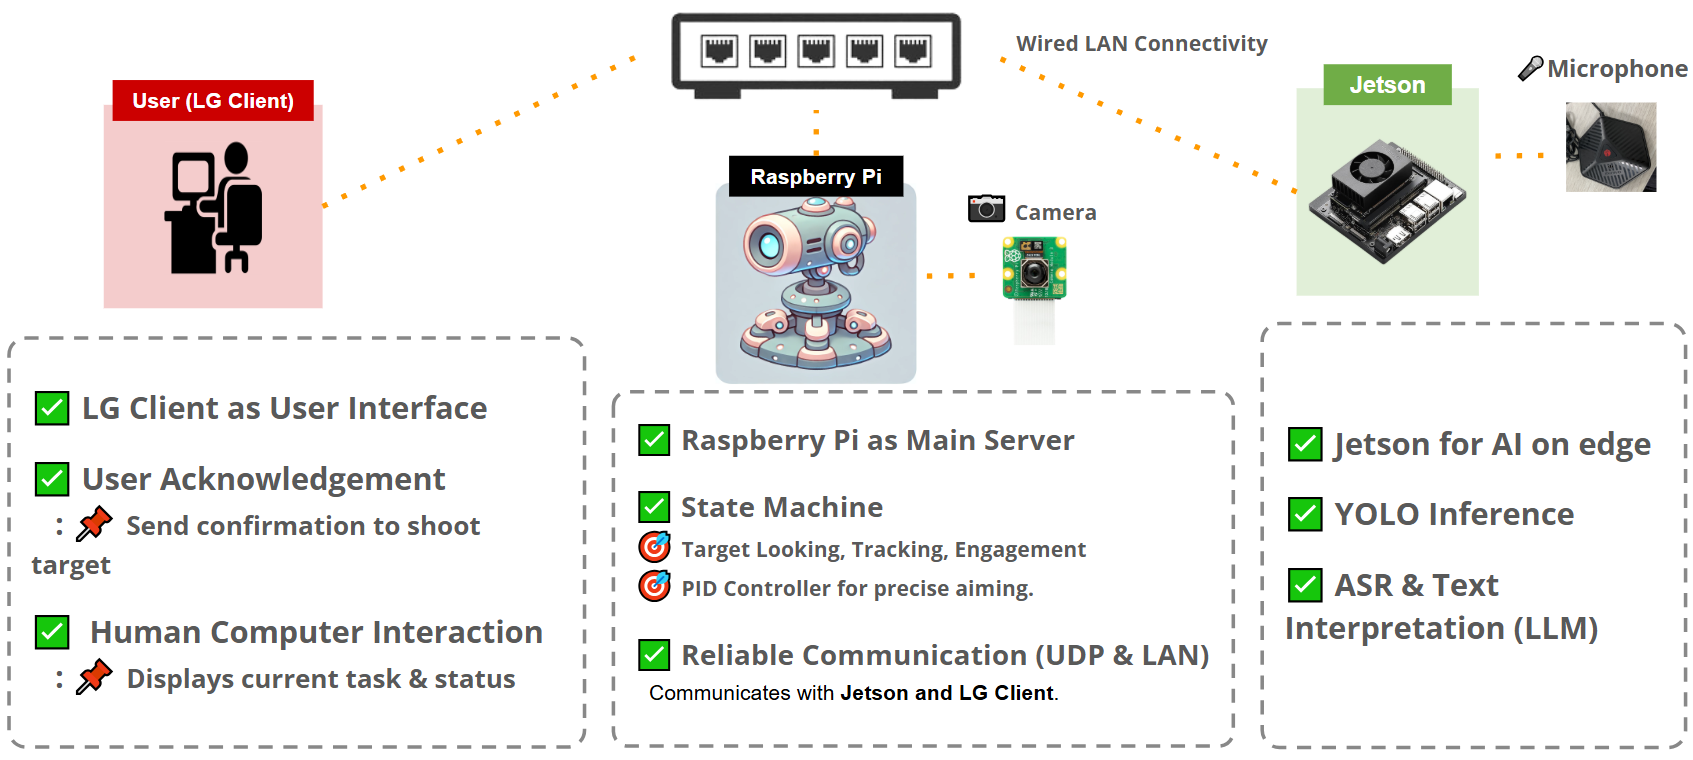 Wired LAN Connectivity
User (LG Client)
Raspberry Pi
Camera
Jetson
Microphone
LG Client as User Interface
User Acknowledgement
: Send confirmation to shoot
target
Human Computer Interaction
: Displays current task & status
Raspberry Pi as Main Server
State Machine
Target Looking, Tracking, Engagement
PID Controller for precise aiming.
Reliable Communication (UDP & LAN)
Communicates with Jetson and LG Client.
Jetson for AI on edge
YOLO Inference
ASR & Text
Interpretation (LLM)